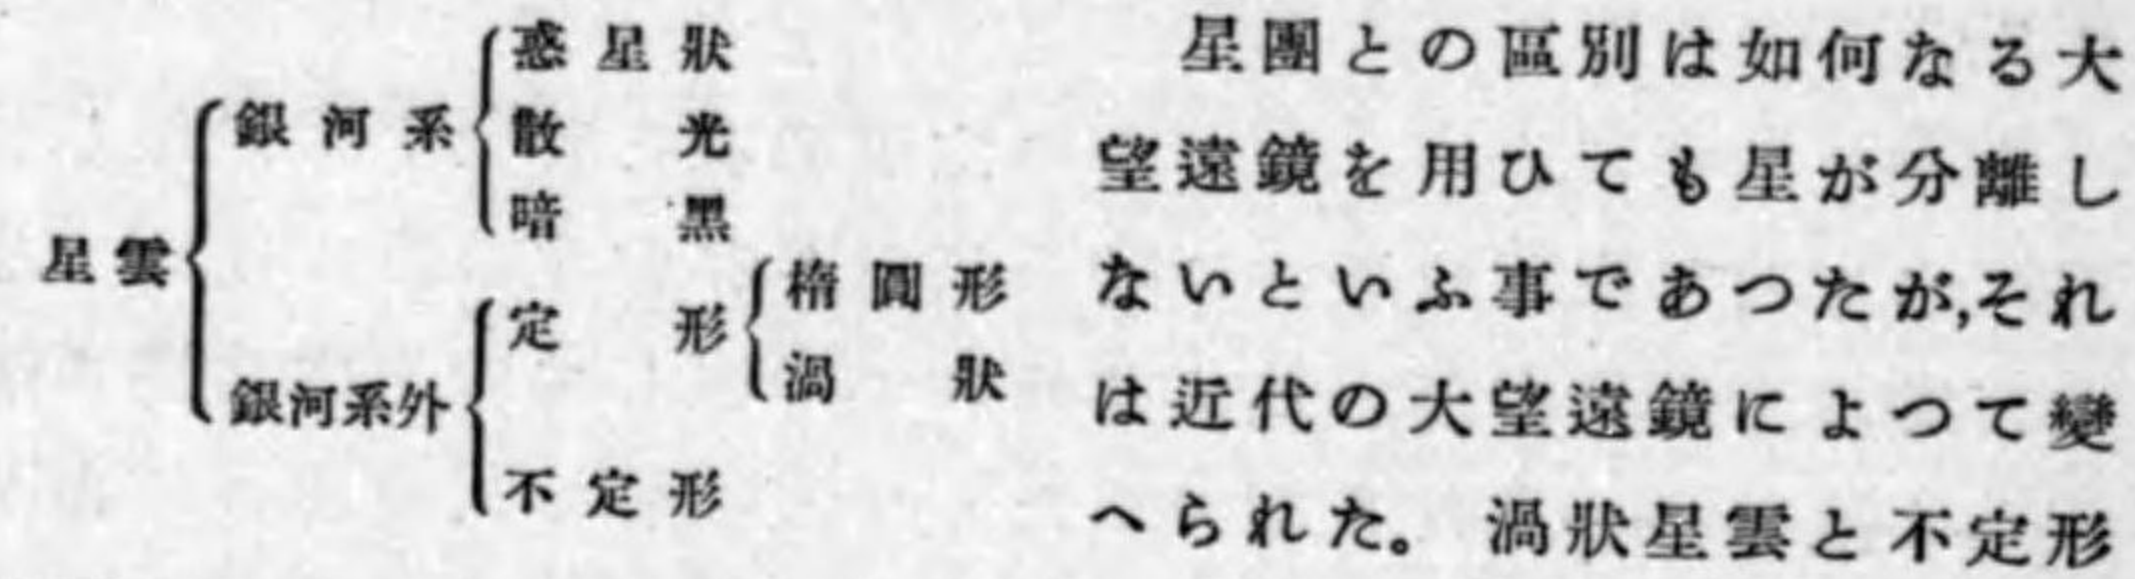 惑星狀
銀河系
散光
暗黑
星雲
楕圓形
定形
渦狀
銀河系外
不定形
星團との區別は如何なる大
望遠鏡を用ひても星が分離し
ないといふ事であつたが,それ
は近代の大望遠鏡によつて變
へられた。 渦狀星雲と不定形